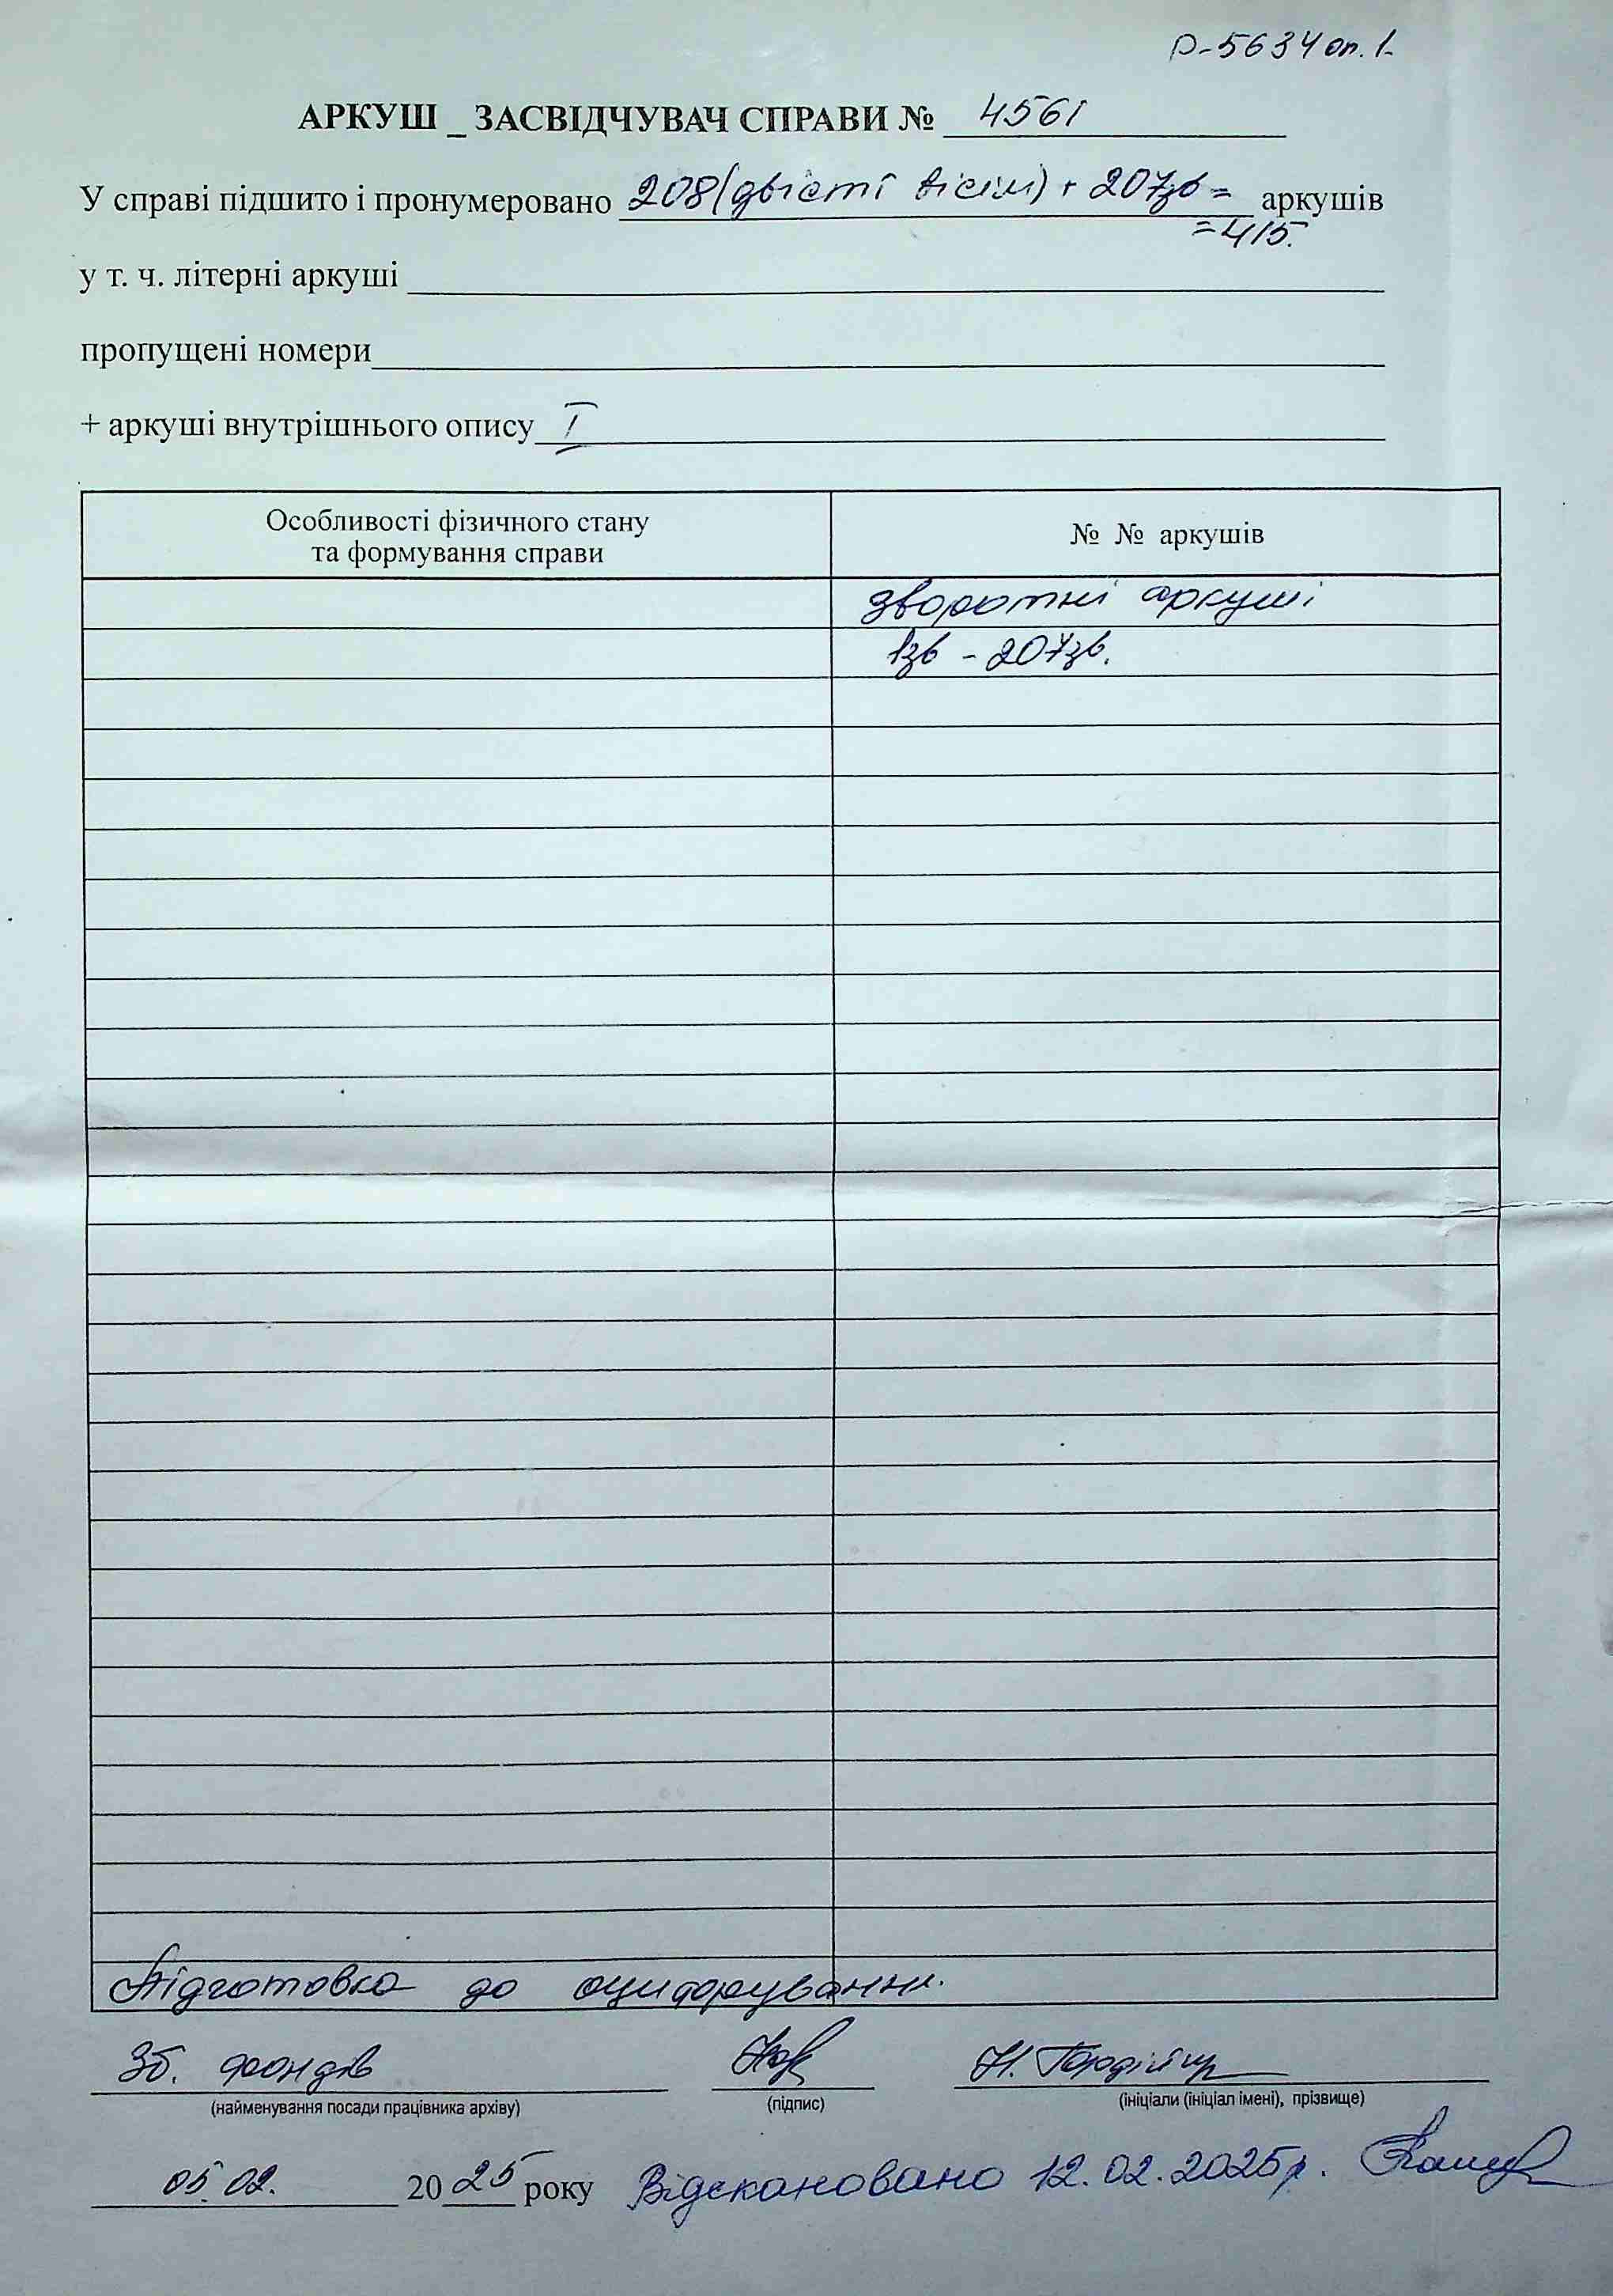 Р-5634 оп. 1.
АРКУШ _ ЗАСВІДЧУВАЧ СПРАВИ № 4561
У справі підшито і пронумеровано 208 (двісті вісім) + 207зв = аркушів
= 415.
у т. ч. літерні аркуші
пропущені номери
+ аркуші внутрішнього опису I
Особливості фізичного стану
та формування справи
№ № аркушів
зворотні аркуші
1зв - 207зв.
Підготовка до оцифрування.
Зб. фондів
(найменування посади працівника архіву)
(підпис)
(ініціали (ініціал імені), прізвище)
05.02. 2025 року Відскановано 12.02.2025р.